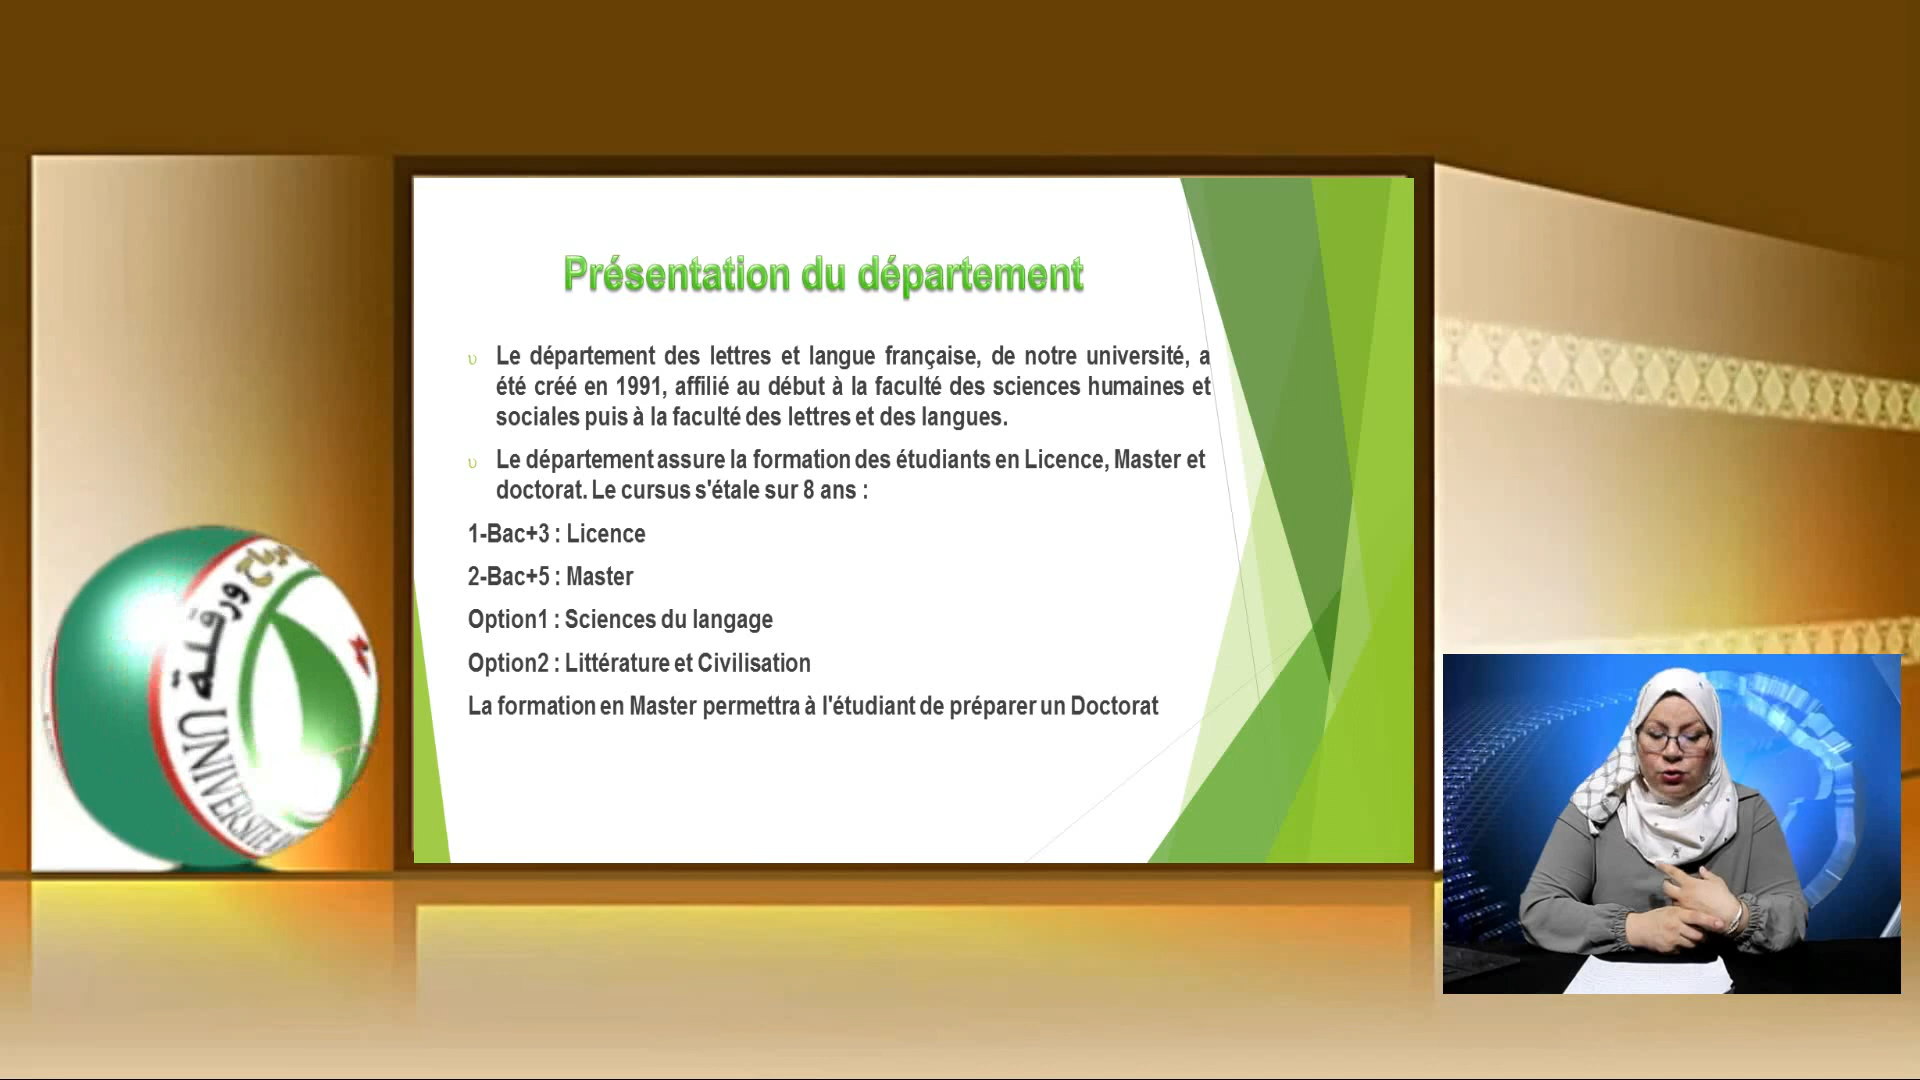 Présentation du département
Le département des lettres et langue française, de notre université, a
été créé en 1991, affilié au début à la faculté des sciences humaines et
sociales puis à la faculté des lettres et des langues.
Le département assure la formation des étudiants en Licence, Master et
doctorat. Le cursus s'étale sur 8 ans :
1-Bac+3 : Licence
2-Bac+5 : Master
Option1 : Sciences du langage
Option2 : Littérature et Civilisation
La formation en Master permettra à l'étudiant de préparer un Doctorat
ورقلة
UNIVERSITE